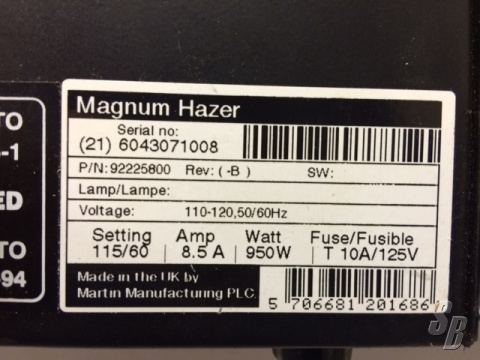 Magnum Hazer
Serial no:
(21) 6043071008
P/N:92225800 Rev: ( -B ) SW:
Lamp/Lampe:
Voltage: 110-120,50/60Hz
Setting Amp Watt Fuse/Fusible
115/60 8.5 A 950W T 10A/125V
Made in the UK by
Martin Manufacturing PLC.
5 706681 201686
TO
-1
ED
TO
-94
SB